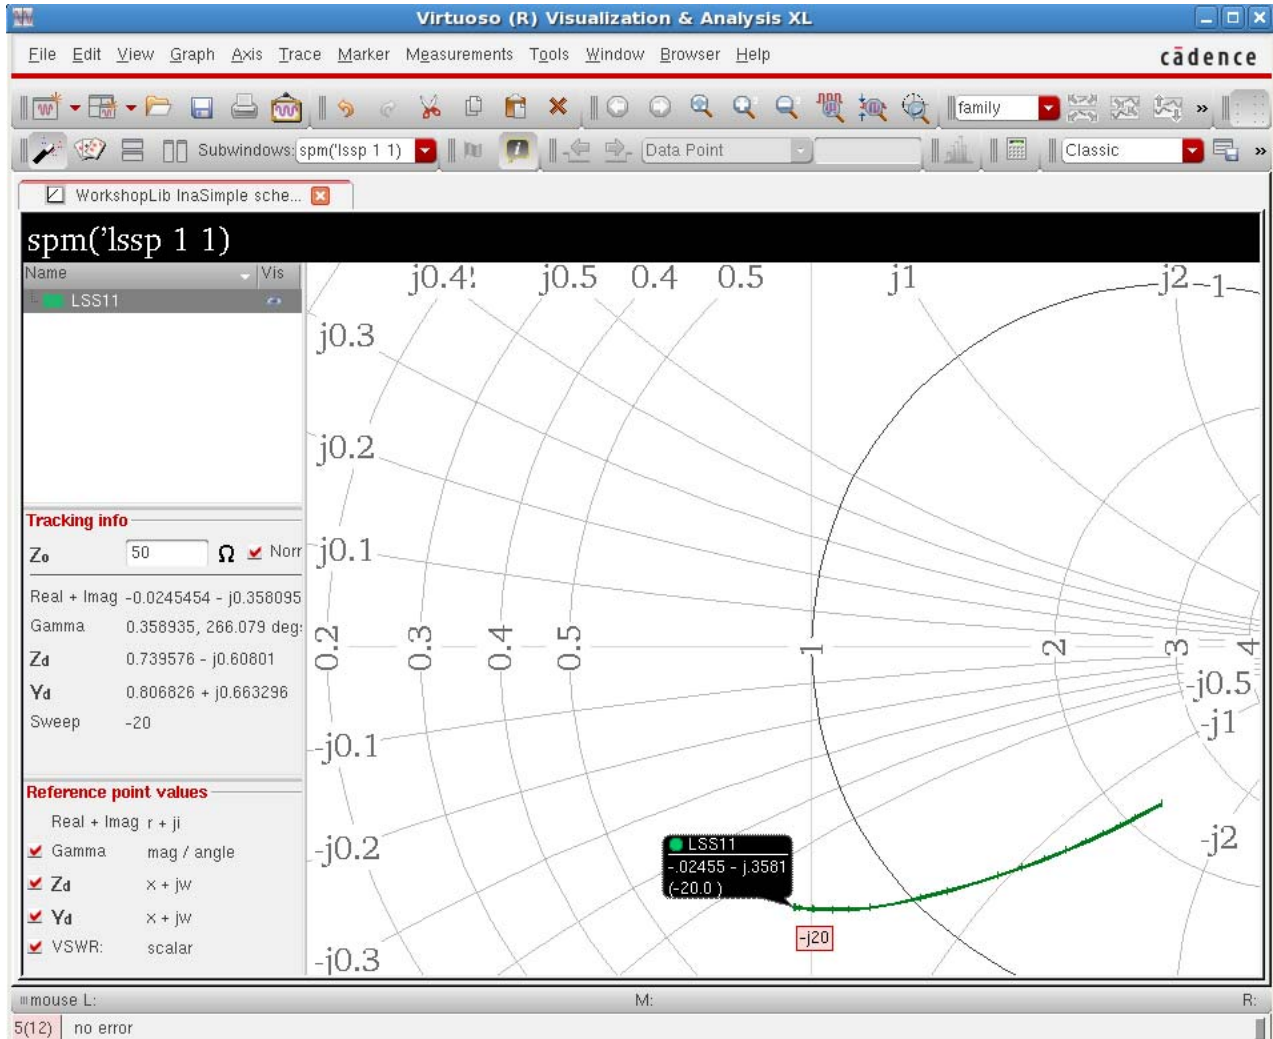 Virtuoso (R) Visualization & Analysis XL
File Edit View Graph Axis Trace Marker Measurements Tools Window Browser Help
cādence
family
»
Subwindows: spm('lssp 1 1)
Data Point
Classic
»
WorkshopLib lnaSimple sche...
spm('lssp 1 1)
Name Vis
LSS11
Tracking info
Zo 50 Ω Norr
Real + Imag -0.0245454 - j0.358095
Gamma 0.358935, 266.079 deg:
Zd 0.739576 - j0.60801
Yd 0.806826 + j0.663296
Sweep -20
Reference point values
Real + Imag r + ji
Gamma mag / angle
Zd x + jw
Yd x + jw
VSWR: scalar
j0.4 j0.5 0.4 0.5 j1 j2 -1
j0.3
j0.2
j0.1
0.2 0.3 0.4 0.5 1 2 3 4
-j0.5
-j1
-j0.1
-j2
-j0.2
LSS11
-.02455 - j.3581
(-20.0 )
-j20
-j0.3
mouse L: M: R:
5(12) no error